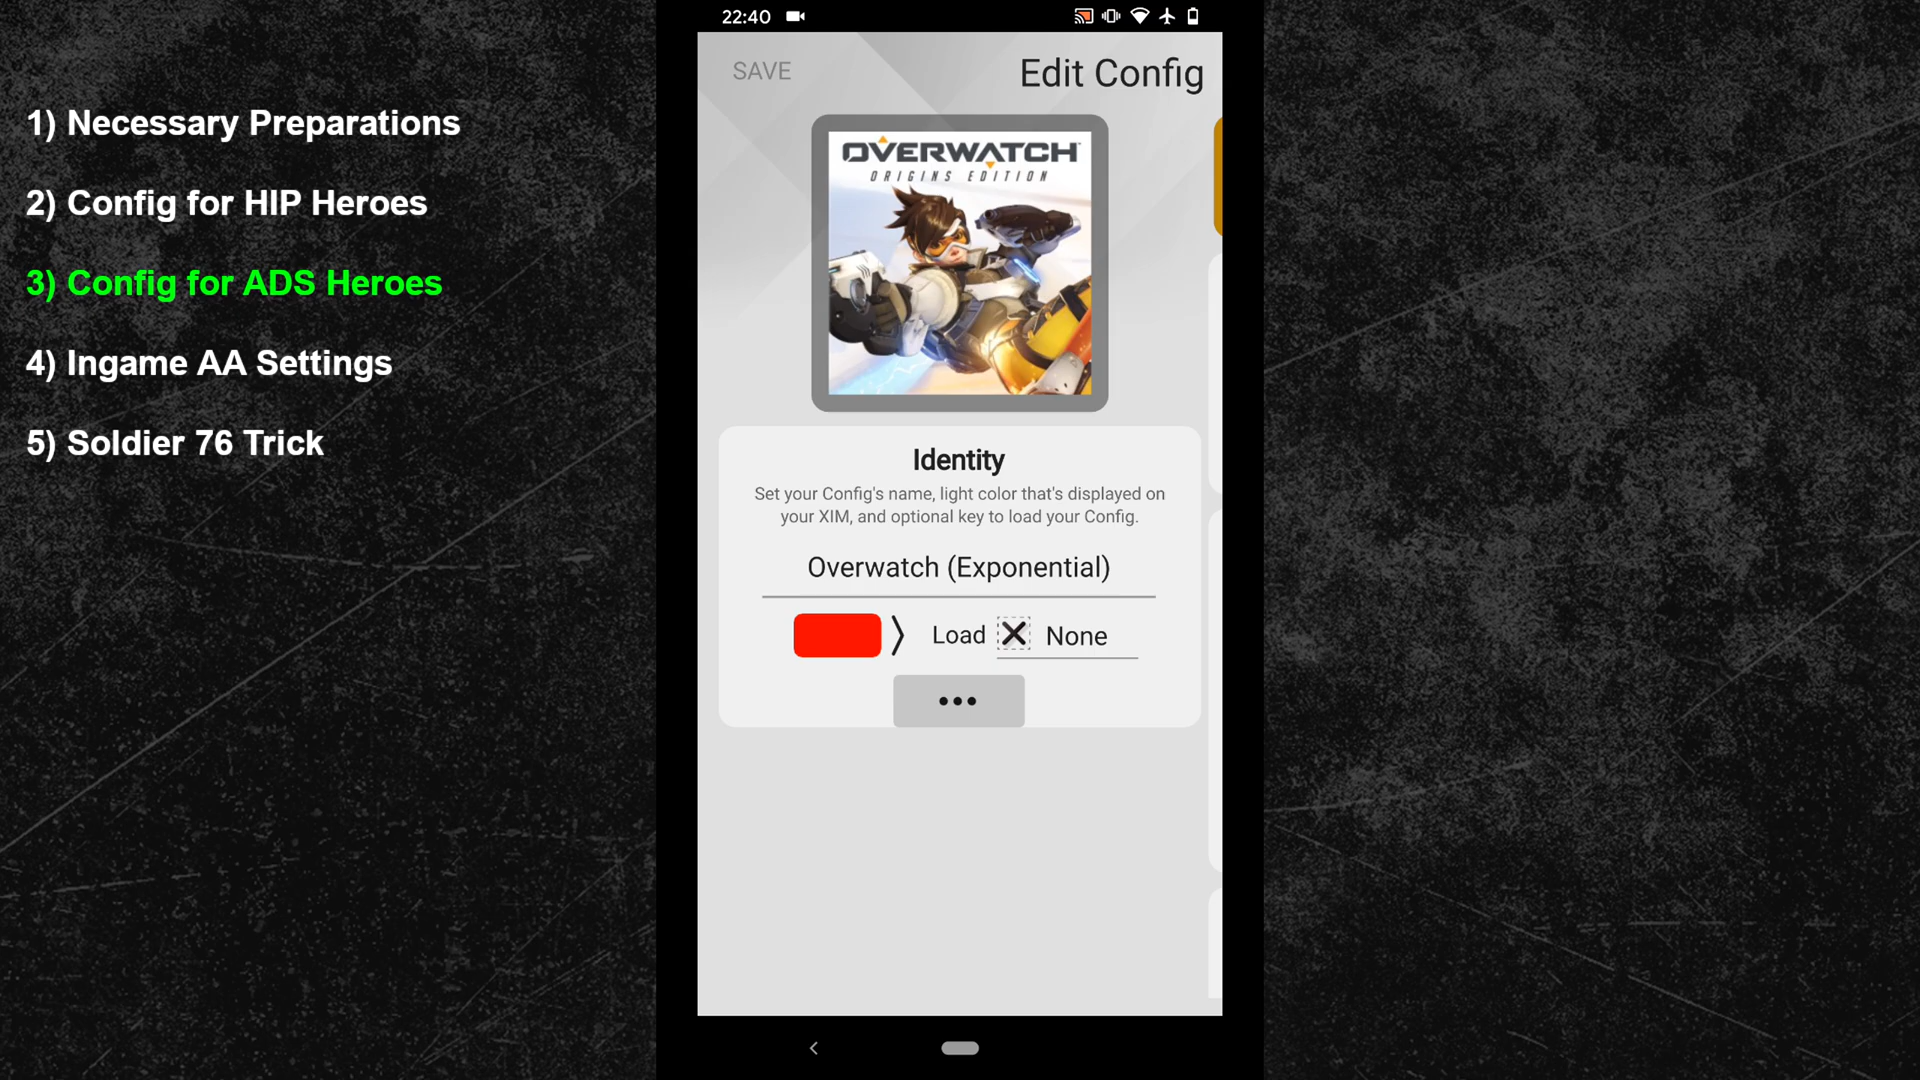 1) Necessary Preparations
2) Config for HIP Heroes
3) Config for ADS Heroes
4) Ingame AA Settings
5) Soldier 76 Trick
22:40
SAVE
Edit Config
OVERWATCH
ORIGINS EDITION
Identity
Set your Config's name, light color that's displayed on
your XIM, and optional key to load your Config.
Overwatch (Exponential)
Load None